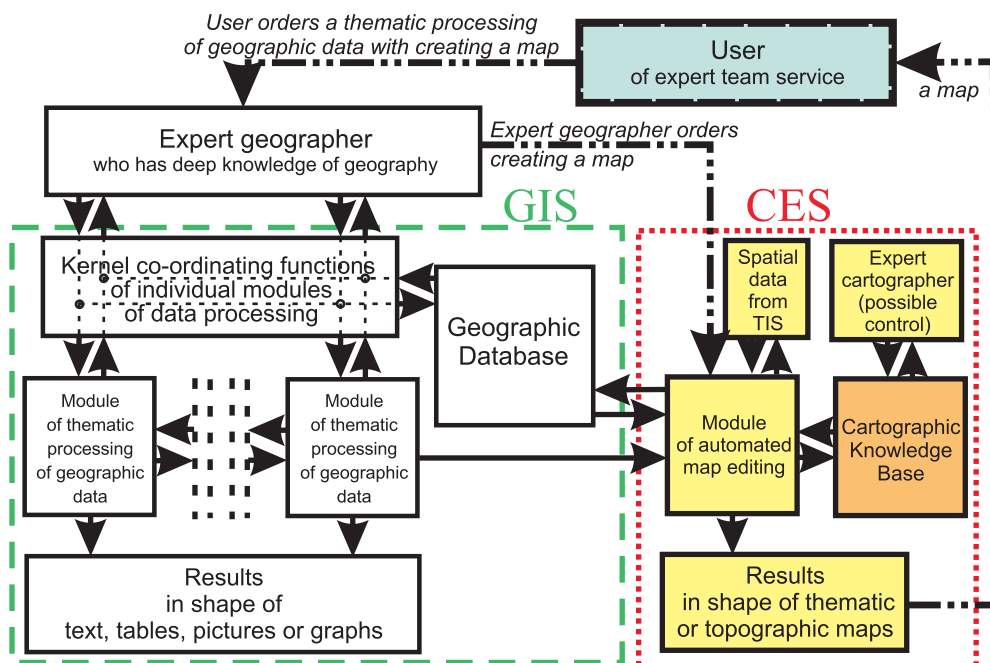 User orders a thematic processing
of geographic data with creating a map
User
of expert team service
a map
Expert geographer
who has deep knowledge of geography
Expert geographer orders
creating a map
GIS
CES
Kernel co-ordinating functions
of individual modules
of data processing
Geographic
Database
Spatial
data
from
TIS
Expert
cartographer
(possible
control)
Module
of thematic
processing
of geographic
data
Module
of thematic
processing
of geographic
data
Module
of automated
map editing
Cartographic
Knowledge
Base
Results
in shape of
text, tables, pictures or graphs
Results
in shape of thematic
or topographic maps